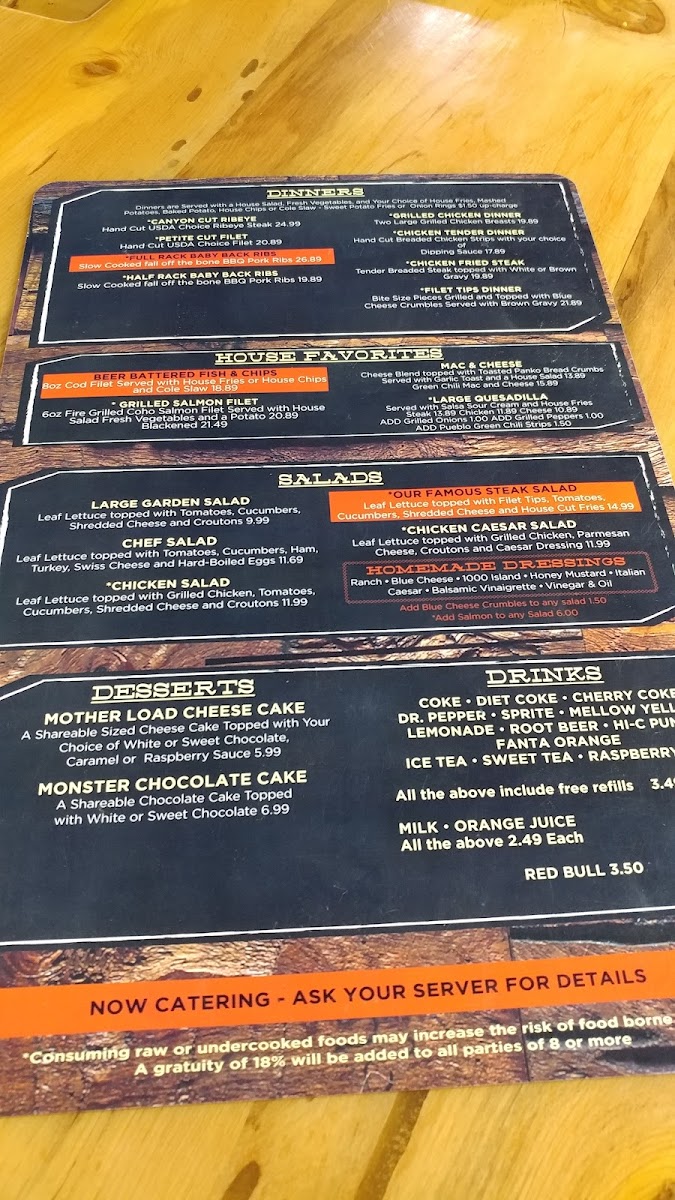 DINNERS
Dinners are Served with a House Salad, Fresh Vegetables, and Your Choice of House Fries, Mashed
Potatoes, Baked Potato, House Chips or Cole Slaw - Sweet Potato Fries or Onion Rings $1.50 up-charge
*CANYON CUT RIBEYE
Hand Cut USDA Choice Ribeye Steak 24.99
*PETITE CUT FILET
Hand Cut USDA Choice Filet 20.89
*FULL RACK BABY BACK RIBS
Slow Cooked fall off the bone BBQ Pork Ribs 26.89
*HALF RACK BABY BACK RIBS
Slow Cooked fall off the bone BBQ Pork Ribs 19.89
*GRILLED CHICKEN DINNER
Two Large Grilled Chicken Breasts 19.89
*CHICKEN TENDER DINNER
Hand Cut Breaded Chicken Strips with your choice
of
Dipping Sauce 17.89
*CHICKEN FRIED STEAK
Tender Breaded Steak topped with White or Brown
Gravy 19.89
*FILET TIPS DINNER
Bite Size Pieces Grilled and Topped with Blue
Cheese Crumbles Served with Brown Gravy 21.89
HOUSE FAVORITES
BEER BATTERED FISH & CHIPS
8oz Cod Filet Served with House Fries or House Chips
and Cole Slaw 18.89
* GRILLED SALMON FILET
6oz Fire Grilled Coho Salmon Filet Served with House
Salad Fresh Vegetables and a Potato 20.89
Blackened 21.49
MAC & CHEESE
Cheese Blend topped with Toasted Panko Bread Crumbs
Served with Garlic Toast and a House Salad 13.89
Green Chili Mac and Cheese 15.89
*LARGE QUESADILLA
Served with Salsa Sour Cream and House Fries
Steak 13.89 Chicken 11.89 Cheese 10.89
ADD Grilled Onions 1.00 ADD Grilled Peppers 1.00
ADD Pueblo Green Chili Strips 1.50
SALADS
LARGE GARDEN SALAD
Leaf Lettuce topped with Tomatoes, Cucumbers,
Shredded Cheese and Croutons 9.99
CHEF SALAD
Leaf Lettuce topped with Tomatoes, Cucumbers, Ham,
Turkey, Swiss Cheese and Hard-Boiled Eggs 11.69
*CHICKEN SALAD
Leaf Lettuce topped with Grilled Chicken, Tomatoes,
Cucumbers, Shredded Cheese and Croutons 11.99
*OUR FAMOUS STEAK SALAD
Leaf Lettuce topped with Filet Tips, Tomatoes,
Cucumbers, Shredded Cheese and House Cut Fries 14.99
*CHICKEN CAESAR SALAD
Leaf Lettuce topped with Grilled Chicken, Parmesan
Cheese, Croutons and Caesar Dressing 11.99
HOMEMADE DRESSINGS
Ranch • Blue Cheese • 1000 Island • Honey Mustard • Italian
Caesar • Balsamic Vinaigrette • Vinegar & Oil
Add Blue Cheese Crumbles to any salad 1.50
*Add Salmon to any Salad 6.00
DESSERTS
MOTHER LOAD CHEESE CAKE
A Shareable Sized Cheese Cake Topped with Your
Choice of White or Sweet Chocolate,
Caramel or Raspberry Sauce 5.99
MONSTER CHOCOLATE CAKE
A Shareable Chocolate Cake Topped
with White or Sweet Chocolate 6.99
DRINKS
COKE • DIET COKE • CHERRY COKE
DR. PEPPER • SPRITE • MELLOW YELL
LEMONADE • ROOT BEER • HI-C PUN
FANTA ORANGE
ICE TEA • SWEET TEA • RASPBERRY
All the above include free refills 3.4
MILK • ORANGE JUICE
All the above 2.49 Each
RED BULL 3.50
NOW CATERING - ASK YOUR SERVER FOR DETAILS
*Consuming raw or undercooked foods may increase the risk of food borne
A gratuity of 18% will be added to all parties of 8 or more